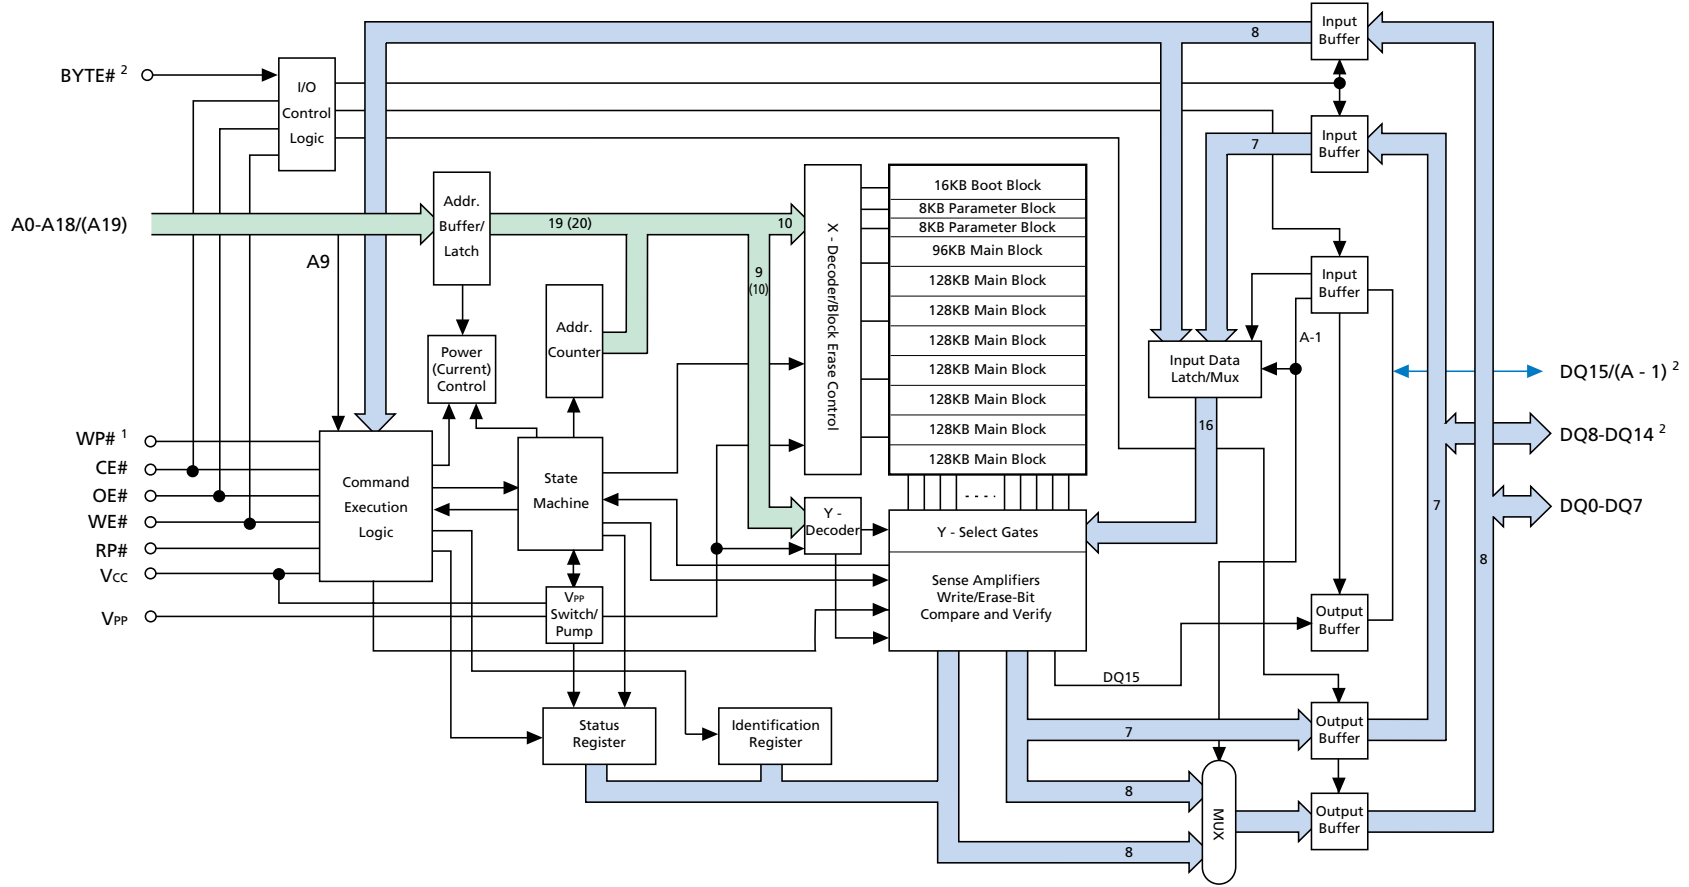 Input
Buffer
8
BYTE# 2
I/O
Control
Logic
Input
Buffer
7
A0-A18/(A19)
Addr.
Buffer/
Latch
19 (20)
10
A9
9
(10)
X - Decoder/Block Erase Control
16KB Boot Block
8KB Parameter Block
8KB Parameter Block
96KB Main Block
128KB Main Block
128KB Main Block
128KB Main Block
128KB Main Block
128KB Main Block
128KB Main Block
128KB Main Block
Input
Buffer
A-1
Addr.
Counter
Power
(Current)
Control
Input Data
Latch/Mux
DQ15/(A - 1) 2
16
DQ8-DQ14 2
WP# 1
CE#
OE#
WE#
RP#
VCC
VPP
Command
Execution
Logic
State
Machine
Y -
Decoder
- - - -
Y - Select Gates
7
DQ0-DQ7
8
VPP
Switch/
Pump
Sense Amplifiers
Write/Erase-Bit
Compare and Verify
Output
Buffer
DQ15
Status
Register
Identification
Register
7
Output
Buffer
8
MUX
Output
Buffer
8